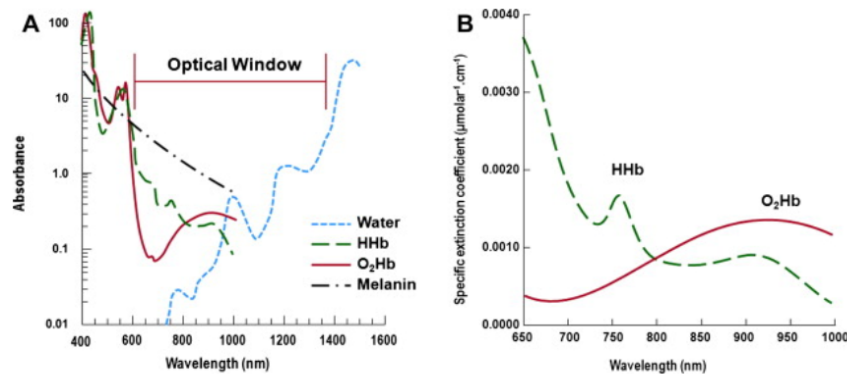 A
Absorbance
100
10
1.0
0.1
0.01
Optical Window
Water
HHb
O₂Hb
Melanin
400 600 800 1000 1200 1400 1600
Wavelength (nm)
B
Specific extinction coefficient (μmolar⁻¹.cm⁻¹)
0.0040
0.0030
0.0020
0.0010
0.0000
HHb
O₂Hb
650 700 750 800 850 900 950 1000
Wavelength (nm)